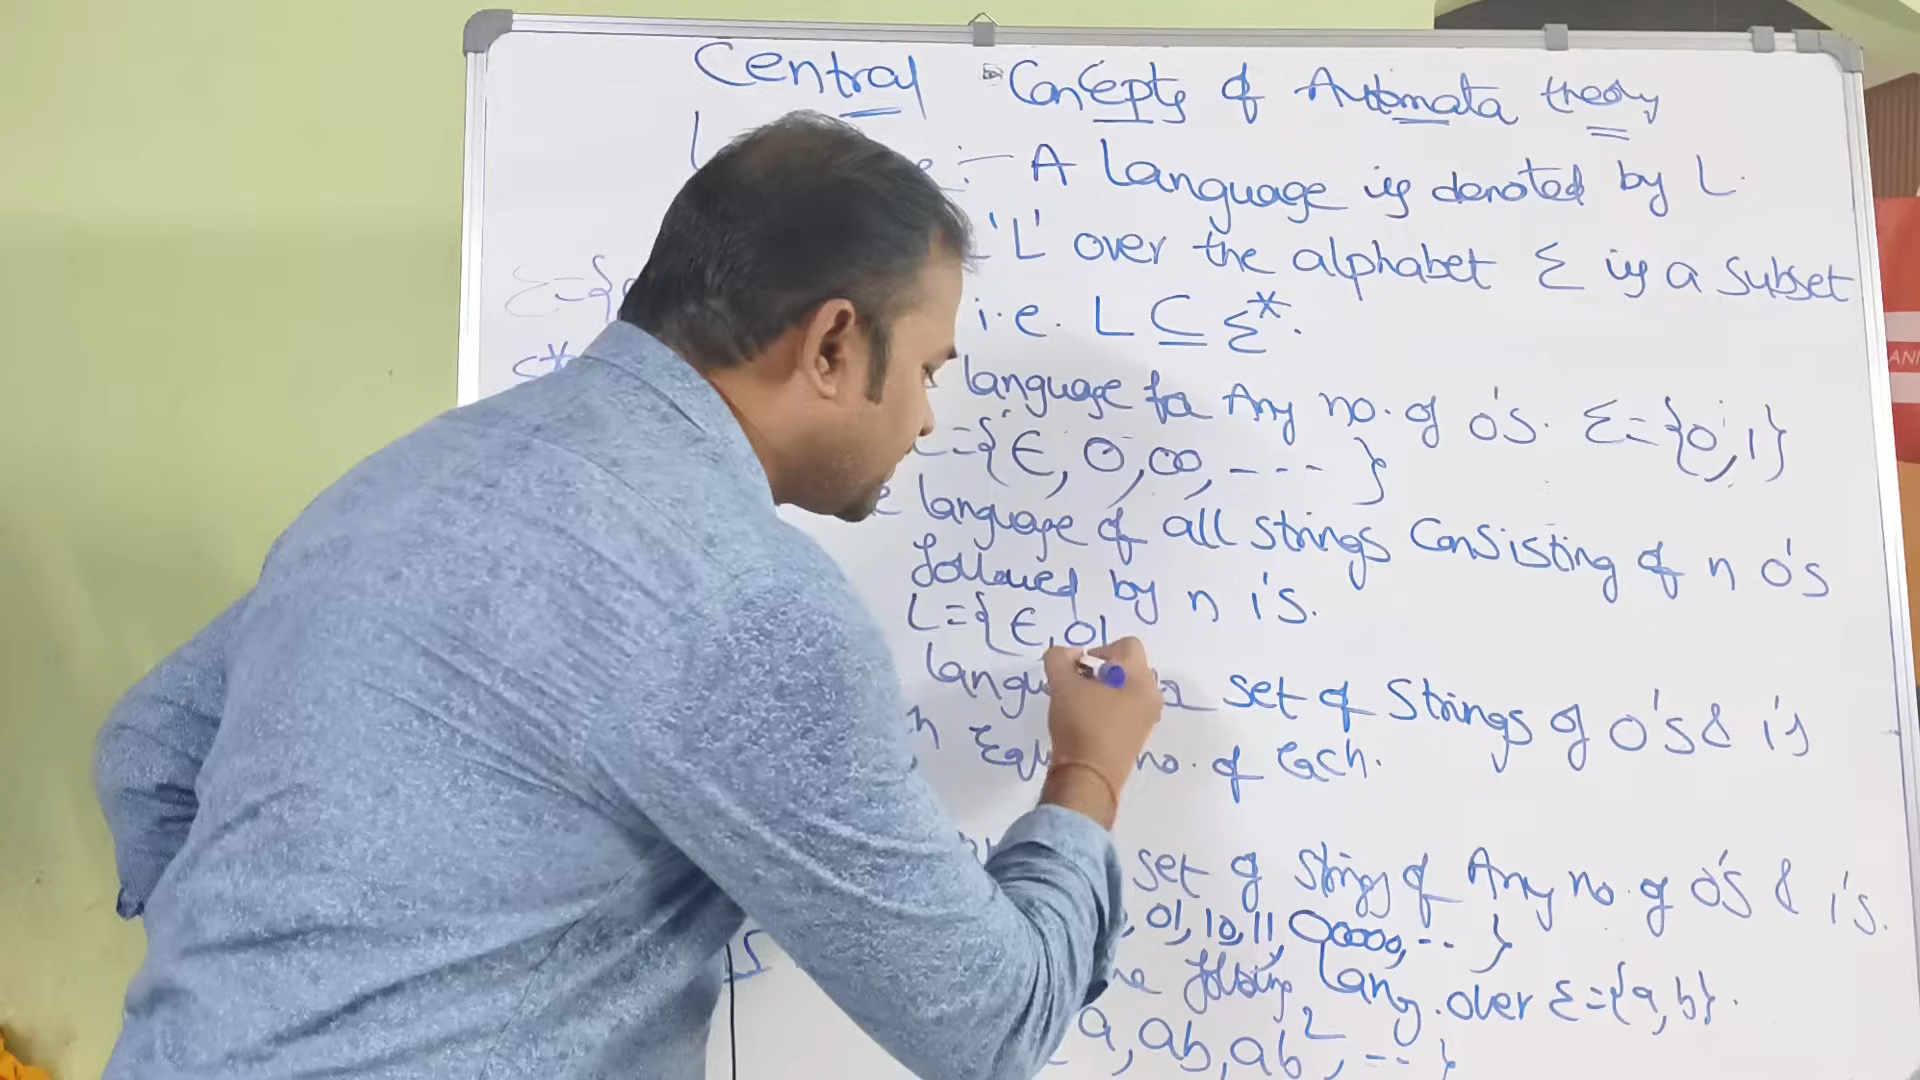 Central Concepts of Automata theory
:- A Language is denoted by L.
'L' over the alphabet Σ is a Subset
Σ={
i.e. L ⊆ Σ*.
language for Any no. of 0's. Σ={0,1}
={ϵ, 0, 00, --- }
language of all strings Consisting of n 0's
followed by n 1's.
L={ϵ, 01
set of Strings of 0's & 1's
no. of Each.
set of Strings of Any no. of 0's & 1's.
, 01, 10, 11, 00000, -- }
Lang. over Σ={a,b}.
a, ab, ab², --- }
ANI